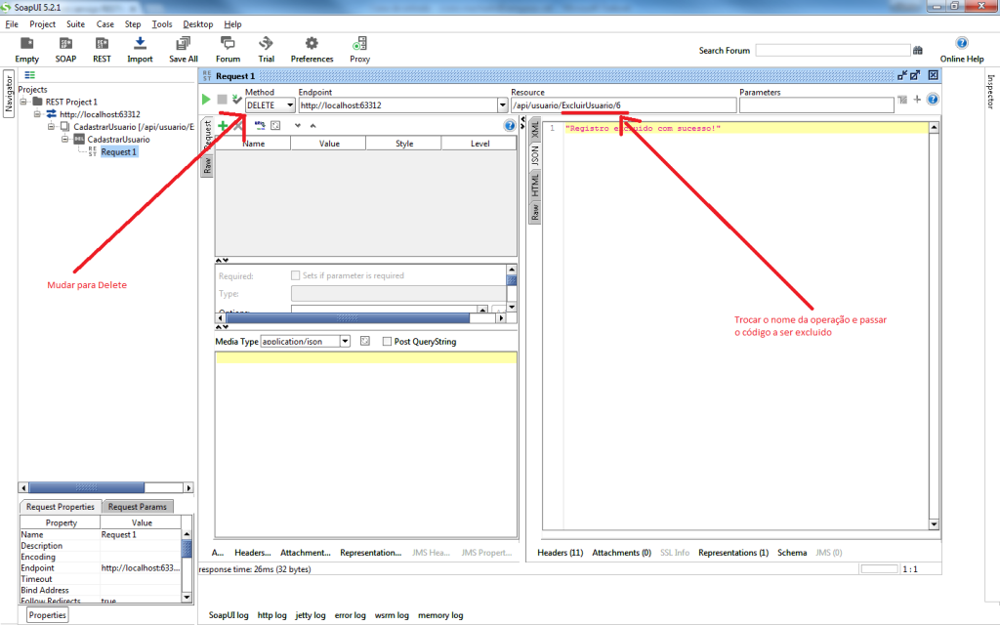 SoapUI 5.2.1
File Project Suite Case Step Tools Desktop Help
Empty SOAP REST Import Save All Forum Trial Preferences Proxy
Search Forum
Online Help
Navigator
Projects
REST Project 1
http://localhost:63312
CadastrarUsuario [/api/usuario/E
DEL CadastrarUsuario
REST Request 1
REST Request 1
Method Endpoint Resource Parameters
DELETE http://localhost:63312 /api/usuario/ExcluirUsuario/6
Request
Raw
Name Value Style Level
Required: Sets if parameter is required
Type:
Options:
Media Type application/json Post QueryString
XML
JSON
HTML
Raw
1 "Registro excluido com sucesso!"
Inspector
Mudar para Delete
Trocar o nome da operação e passar
o código a ser excluido
Request Properties Request Params
Property Value
Name Request 1
Description
Encoding
Endpoint http://localhost:633...
Timeout
Bind Address
Follow Redirects true
Properties
A... Headers... Attachment... Representation... JMS Hea... JMS Propert...
Headers (11) Attachments (0) SSL Info Representations (1) Schema JMS (0)
response time: 26ms (32 bytes)
1 : 1
SoapUI log http log jetty log error log wsrm log memory log